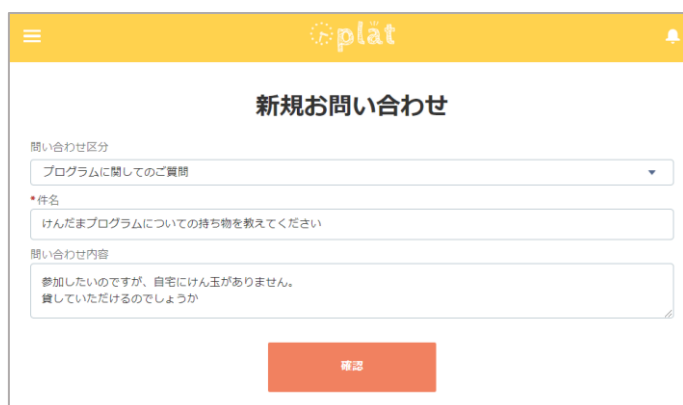 plät
新規お問い合わせ
問い合わせ区分
プログラムに関してのご質問
*件名
けんだまプログラムについての持ち物を教えてください
問い合わせ内容
参加したいのですが、自宅にけん玉がありません。
貸していただけるのでしょうか
確認